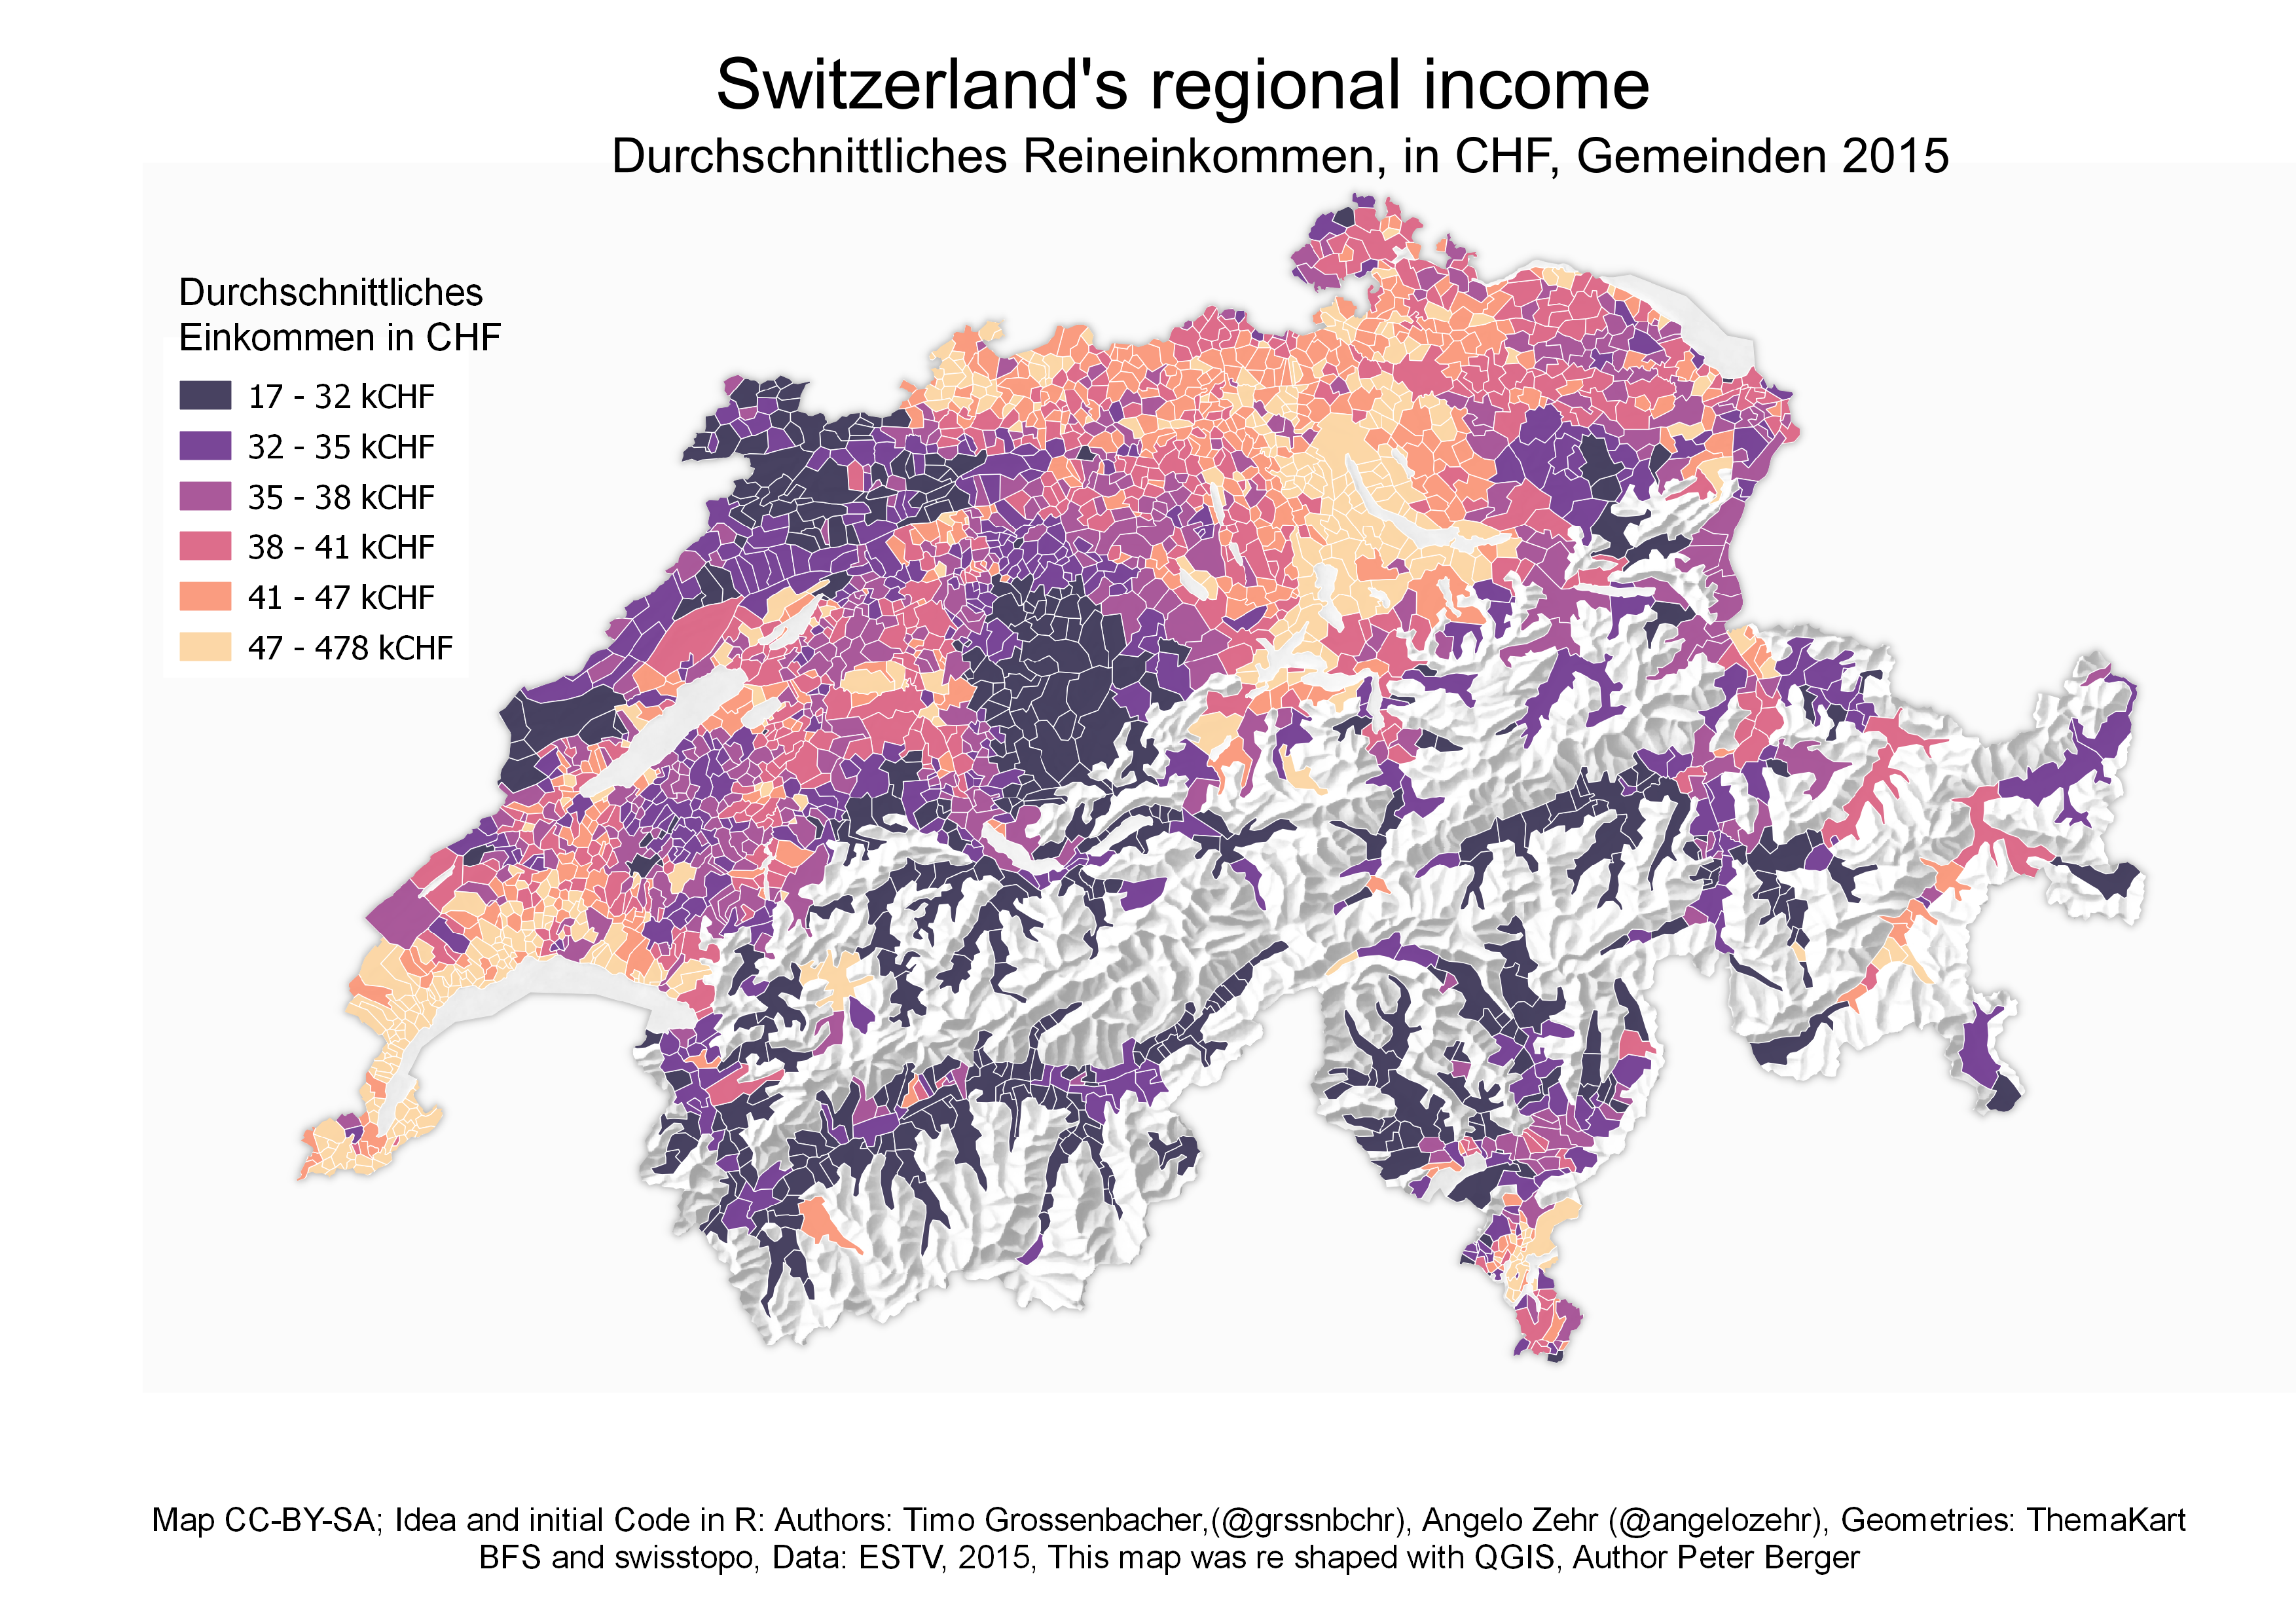 Switzerland's regional income
Durchschnittliches Reineinkommen, in CHF, Gemeinden 2015
Durchschnittliches
Einkommen in CHF
17 - 32 kCHF
32 - 35 kCHF
35 - 38 kCHF
38 - 41 kCHF
41 - 47 kCHF
47 - 478 kCHF
Map CC-BY-SA; Idea and initial Code in R: Authors: Timo Grossenbacher,(@grssnbchr), Angelo Zehr (@angelozehr), Geometries: ThemaKart
BFS and swisstopo, Data: ESTV, 2015, This map was re shaped with QGIS, Author Peter Berger